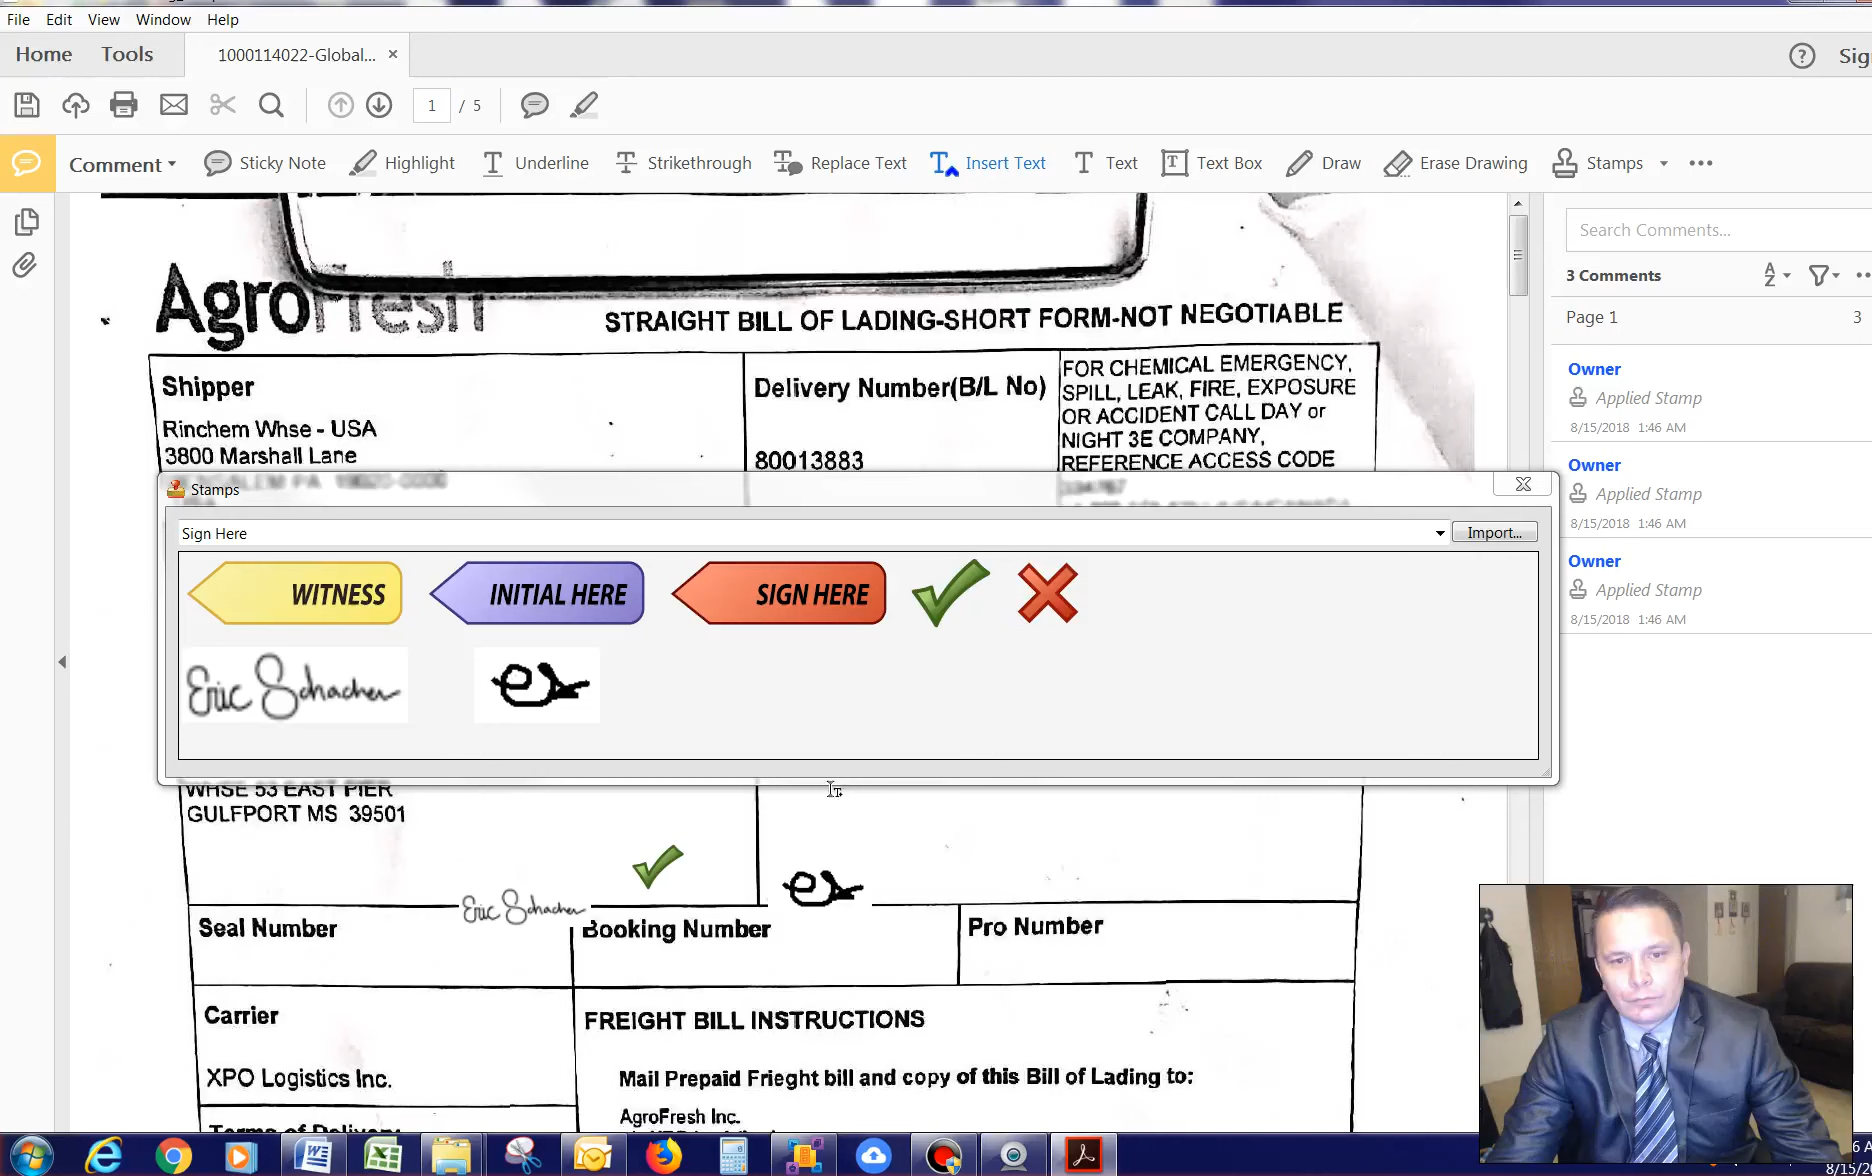 File Edit View Window Help
Home Tools 1000114022-Global... ×
? Sig
1 / 5
Comment Sticky Note Highlight Underline Strikethrough Replace Text Insert Text Text Text Box Draw Erase Drawing Stamps
AgroFresh
STRAIGHT BILL OF LADING-SHORT FORM-NOT NEGOTIABLE
Shipper
Rinchem Whse - USA
3800 Marshall Lane
Delivery Number(B/L No)
80013883
FOR CHEMICAL EMERGENCY,
SPILL, LEAK, FIRE, EXPOSURE
OR ACCIDENT CALL DAY or
NIGHT 3E COMPANY,
REFERENCE ACCESS CODE
Stamps
Sign Here Import...
WITNESS INITIAL HERE SIGN HERE
Eric Schacher es
WHSE 53 EAST PIER
GULFPORT MS 39501
es
Eric Schacher
Seal Number Booking Number Pro Number
Carrier
XPO Logistics Inc.
FREIGHT BILL INSTRUCTIONS
Mail Prepaid Frieght bill and copy of this Bill of Lading to:
AgroFresh Inc.
Terms of Delivery
Search Comments...
3 Comments
Page 1 3
Owner
Applied Stamp
8/15/2018 1:46 AM
Owner
Applied Stamp
8/15/2018 1:46 AM
Owner
Applied Stamp
8/15/2018 1:46 AM